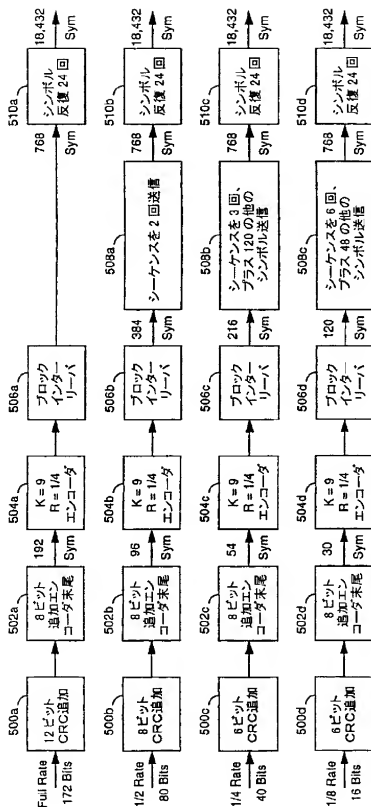 Full Rate
172 Bits
500a
12 ビット
CRC追加
502a
8 ビット
追加エン
コーダ末尾
192
Sym
504a
K = 9
R = 1/4
エンコーダ
506a
ブロック
インター
リーバ
768
Sym
510a
シンボル
反復 24 回
18,432
Sym
1/2 Rate
80 Bits
500b
8 ビット
CRC追加
502b
8 ビット
追加エン
コーダ末尾
96
Sym
504b
K = 9
R = 1/4
エンコーダ
506b
ブロック
インター
リーバ
384
Sym
508a
シーケンスを 2 回送信
768
Sym
510b
シンボル
反復 24 回
18,432
Sym
1/4 Rate
40 Bits
500c
6 ビット
CRC追加
502c
8 ビット
追加エン
コーダ末尾
54
Sym
504c
K = 9
R = 1/4
エンコーダ
506c
ブロック
インター
リーバ
216
Sym
508b
シーケンスを 3 回、
プラス 120 の他の
シンボル送信
768
Sym
510c
シンボル
反復 24 回
18,432
Sym
1/8 Rate
16 Bits
500d
6 ビット
CRC追加
502d
8 ビット
追加エン
コーダ末尾
30
Sym
504d
K = 9
R = 1/4
エンコーダ
506d
ブロック
インター
リーバ
120
Sym
508c
シーケンスを 6 回、
プラス 48 の他の
シンボル送信
768
Sym
510d
シンボル
反復 24 回
18,432
Sym